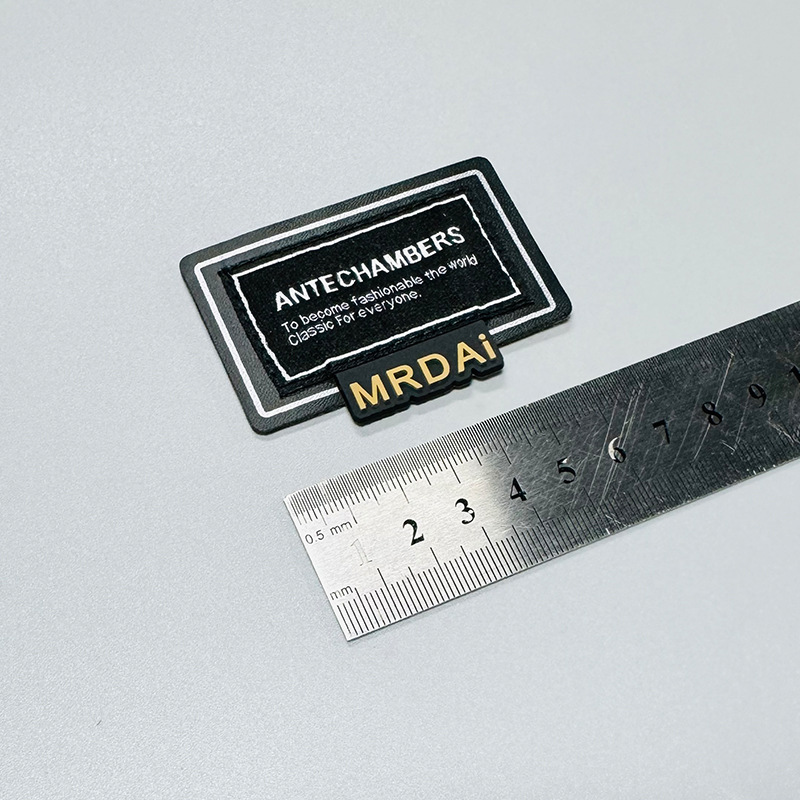 ANTECHAMBERS
To become fashionable the world
Classic For everyone.
MRDAi
0.5 mm
1 2 3 4 5 6 7 8 9 1
mm